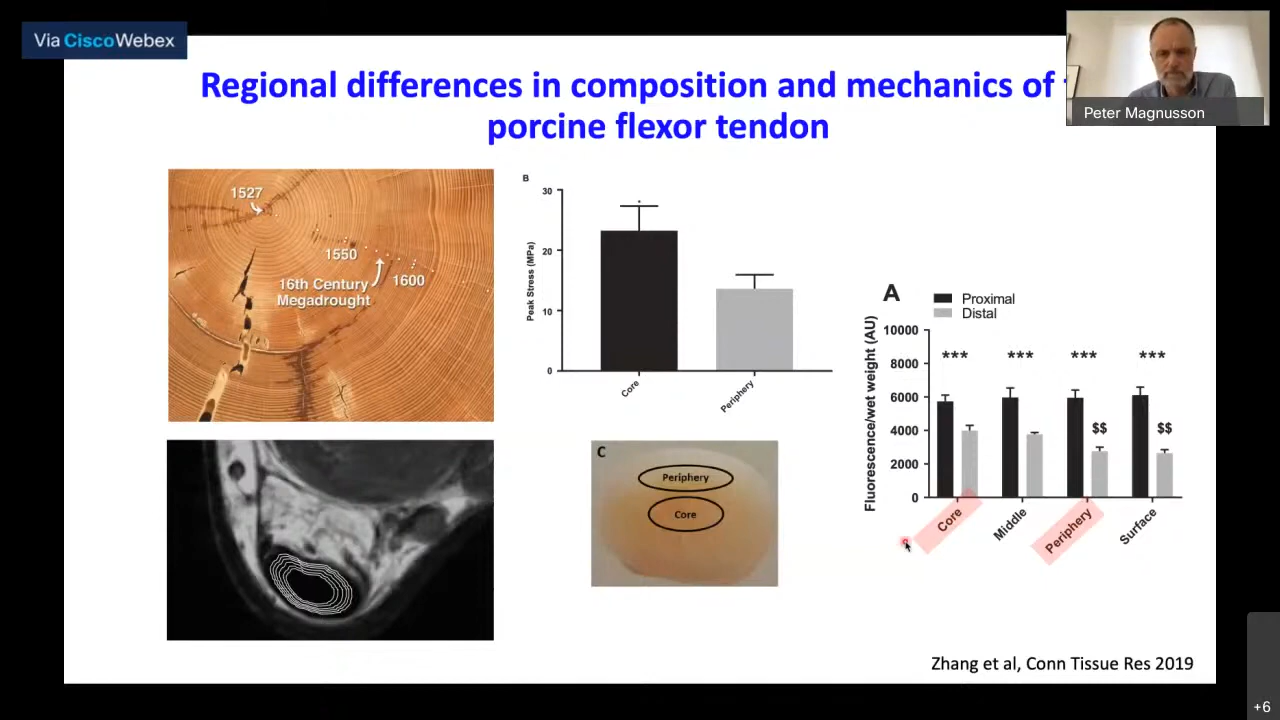 Via CiscoWebex
Peter Magnusson
Regional differences in composition and mechanics of
porcine flexor tendon
1527
1550
16th Century
Megadrought
1600
B
30
20
10
0
Peak Stress (MPa)
Core
Periphery
C
Periphery
Core
A
Proximal
Distal
Fluorescence/wet weight (AU)
10000
8000
6000
4000
2000
0
*** *** *** ***
$$ $$
Core
Middle
Periphery
Surface
Zhang et al, Conn Tissue Res 2019
+6